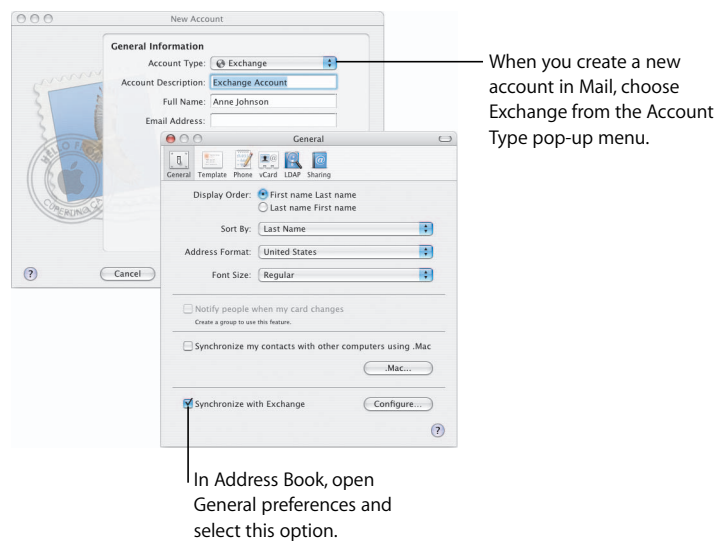 New Account
General Information
Account Type: Exchange
Account Description: Exchange Account
Full Name: Anne Johnson
Email Address:
HELLO FROM
CUPERTINO, CA
? Cancel
General
General Template Phone vCard LDAP Sharing
Display Order: First name Last name
Last name First name
Sort By: Last Name
Address Format: United States
Font Size: Regular
Notify people when my card changes
Create a group to use this feature.
Synchronize my contacts with other computers using .Mac
.Mac...
Synchronize with Exchange Configure...
?
When you create a new
account in Mail, choose
Exchange from the Account
Type pop-up menu.
In Address Book, open
General preferences and
select this option.